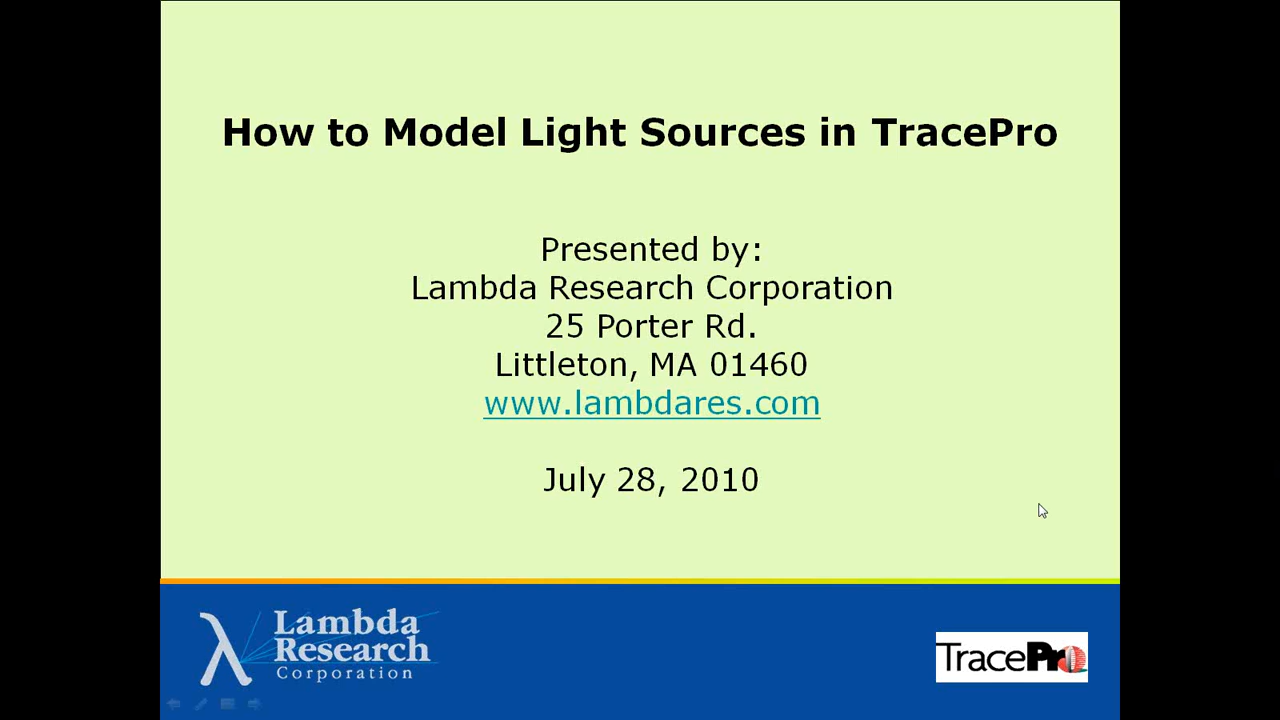 How to Model Light Sources in TracePro
Presented by:
Lambda Research Corporation
25 Porter Rd.
Littleton, MA 01460
www.lambdares.com
July 28, 2010
λ Lambda
Research
Corporation
TracePro